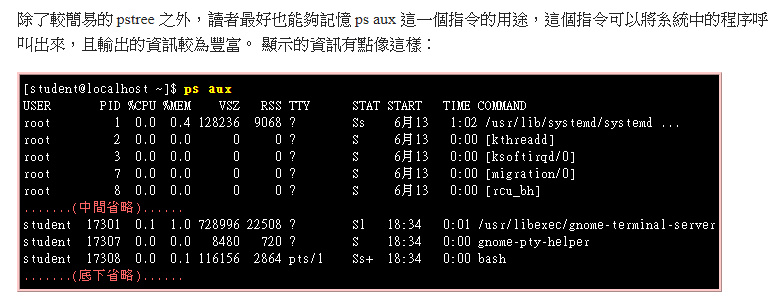 除了較簡易的 pstree 之外，讀者最好也能夠記憶 ps aux 這一個指令的用途，這個指令可以將系統中的程序呼
叫出來，且輸出的資訊較為豐富。 顯示的資訊有點像這樣：
[student@localhost ~]$ ps aux
USER       PID %CPU %MEM    VSZ   RSS TTY      STAT START   TIME COMMAND
root         1  0.0  0.4 128236  9068 ?        Ss    6月13   1:02 /usr/lib/systemd/systemd ...
root         2  0.0  0.0      0     0 ?        S     6月13   0:00 [kthreadd]
root         3  0.0  0.0      0     0 ?        S     6月13   0:00 [ksoftirqd/0]
root         7  0.0  0.0      0     0 ?        S     6月13   0:00 [migration/0]
root         8  0.0  0.0      0     0 ?        S     6月13   0:00 [rcu_bh]
.......(中間省略)......
student  17301  0.1  1.0 728996 22508 ?        Sl   18:34   0:01 /usr/libexec/gnome-terminal-server
student  17307  0.0  0.0   8480   720 ?        S    18:34   0:00 gnome-pty-helper
student  17308  0.0  0.1 116156  2864 pts/1    Ss+  18:34   0:00 bash
.......(底下省略)......